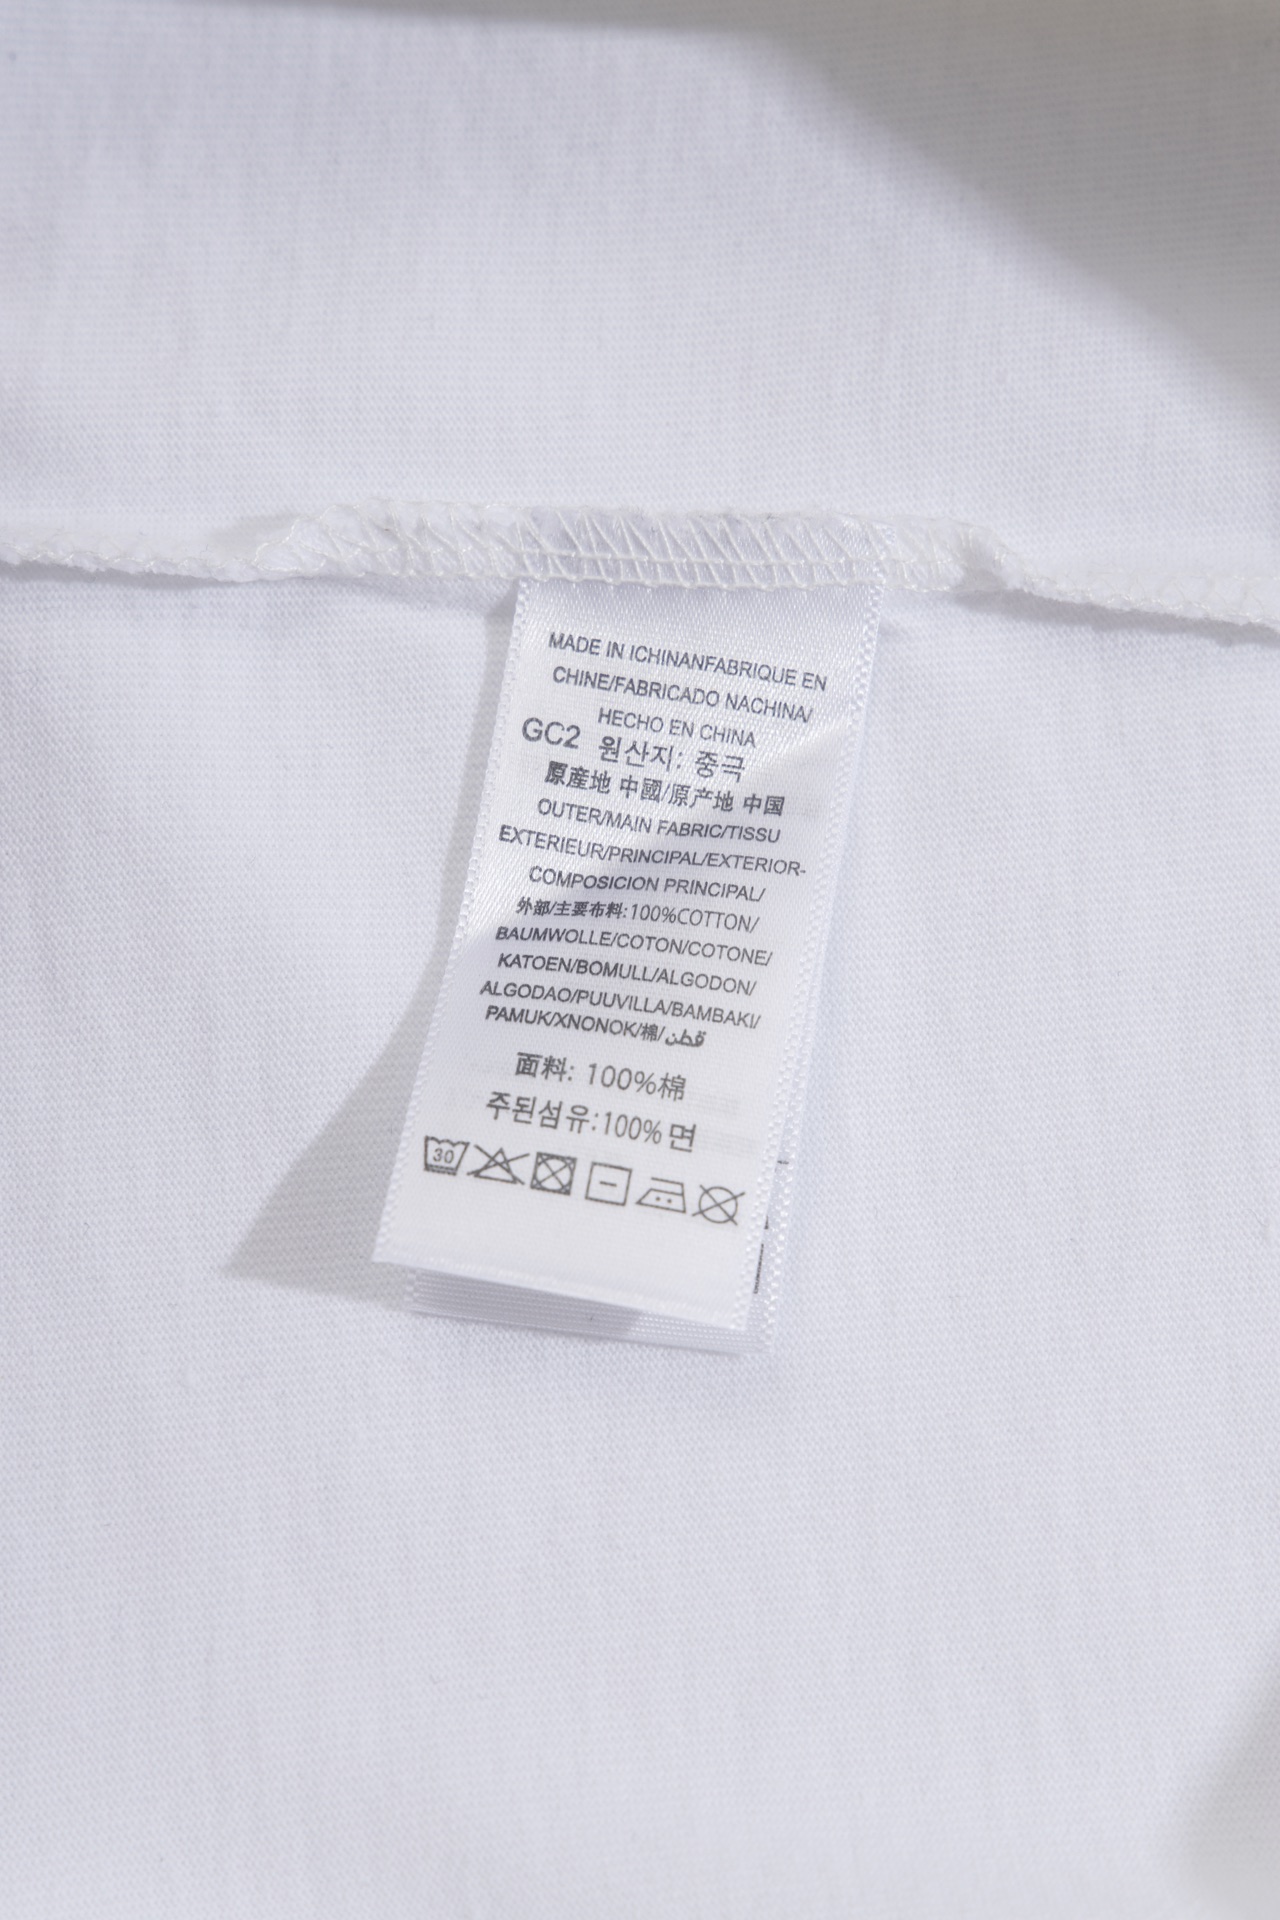 MADE IN ICHINANFABRIQUE EN
CHINE/FABRICADO NACHINA/
HECHO EN CHINA
GC2 원산지: 중극
原産地 中國/原产地 中国
OUTER/MAIN FABRIC/TISSU
EXTERIEUR/PRINCIPAL/EXTERIOR-
COMPOSICION PRINCIPAL/
外部/主要布料:100%COTTON/
BAUMWOLLE/COTON/COTONE/
KATOEN/BOMULL/ALGODON/
ALGODAO/PUUVILLA/BAMBAKI/
PAMUK/XNONOK/棉/قطن
面料: 100%棉
주된섬유:100% 면
30